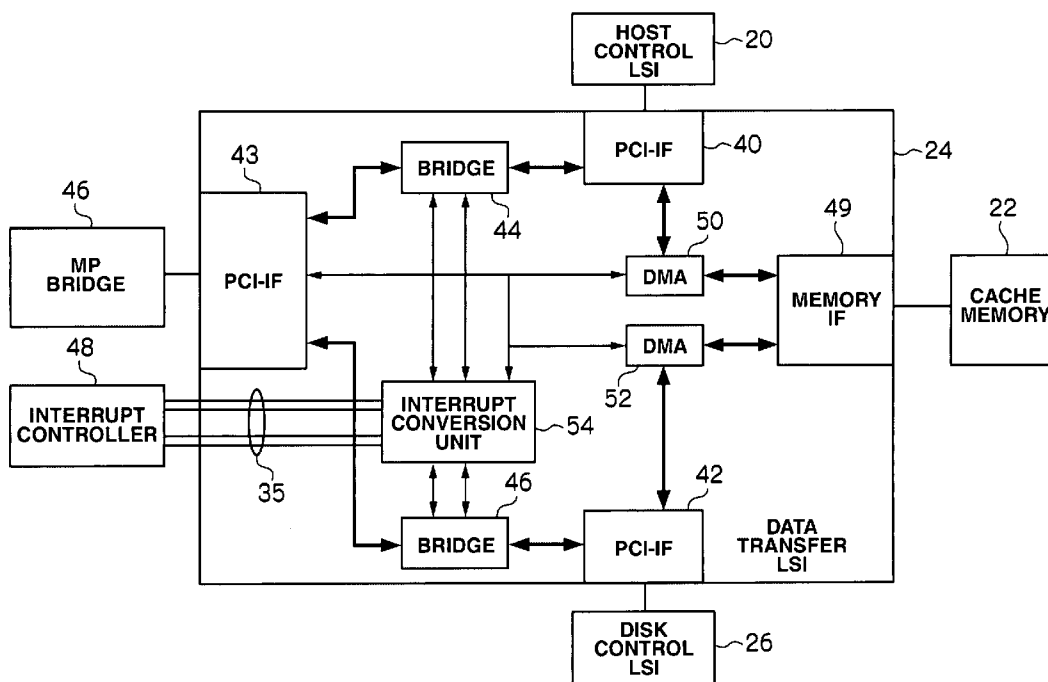 HOST
CONTROL
LSI
20
PCI-IF
40
24
43
BRIDGE
44
46
MP
BRIDGE
PCI-IF
50
DMA
49
MEMORY
IF
22
CACHE
MEMORY
DMA
52
48
INTERRUPT
CONTROLLER
35
INTERRUPT
CONVERSION
UNIT
54
46
BRIDGE
42
PCI-IF
DATA
TRANSFER
LSI
DISK
CONTROL
LSI
26